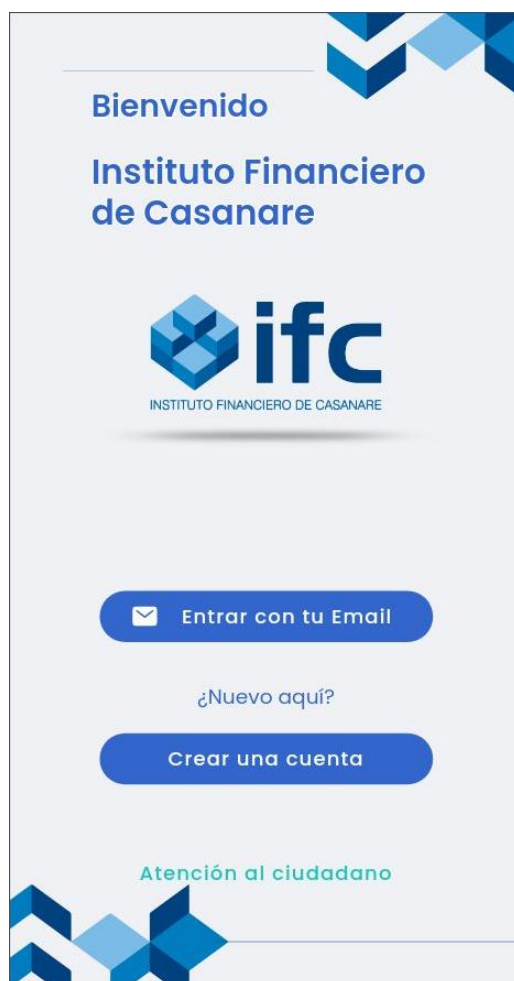 Bienvenido
Instituto Financiero
de Casanare
ifc
INSTITUTO FINANCIERO DE CASANARE
Entrar con tu Email
¿Nuevo aquí?
Crear una cuenta
Atención al ciudadano